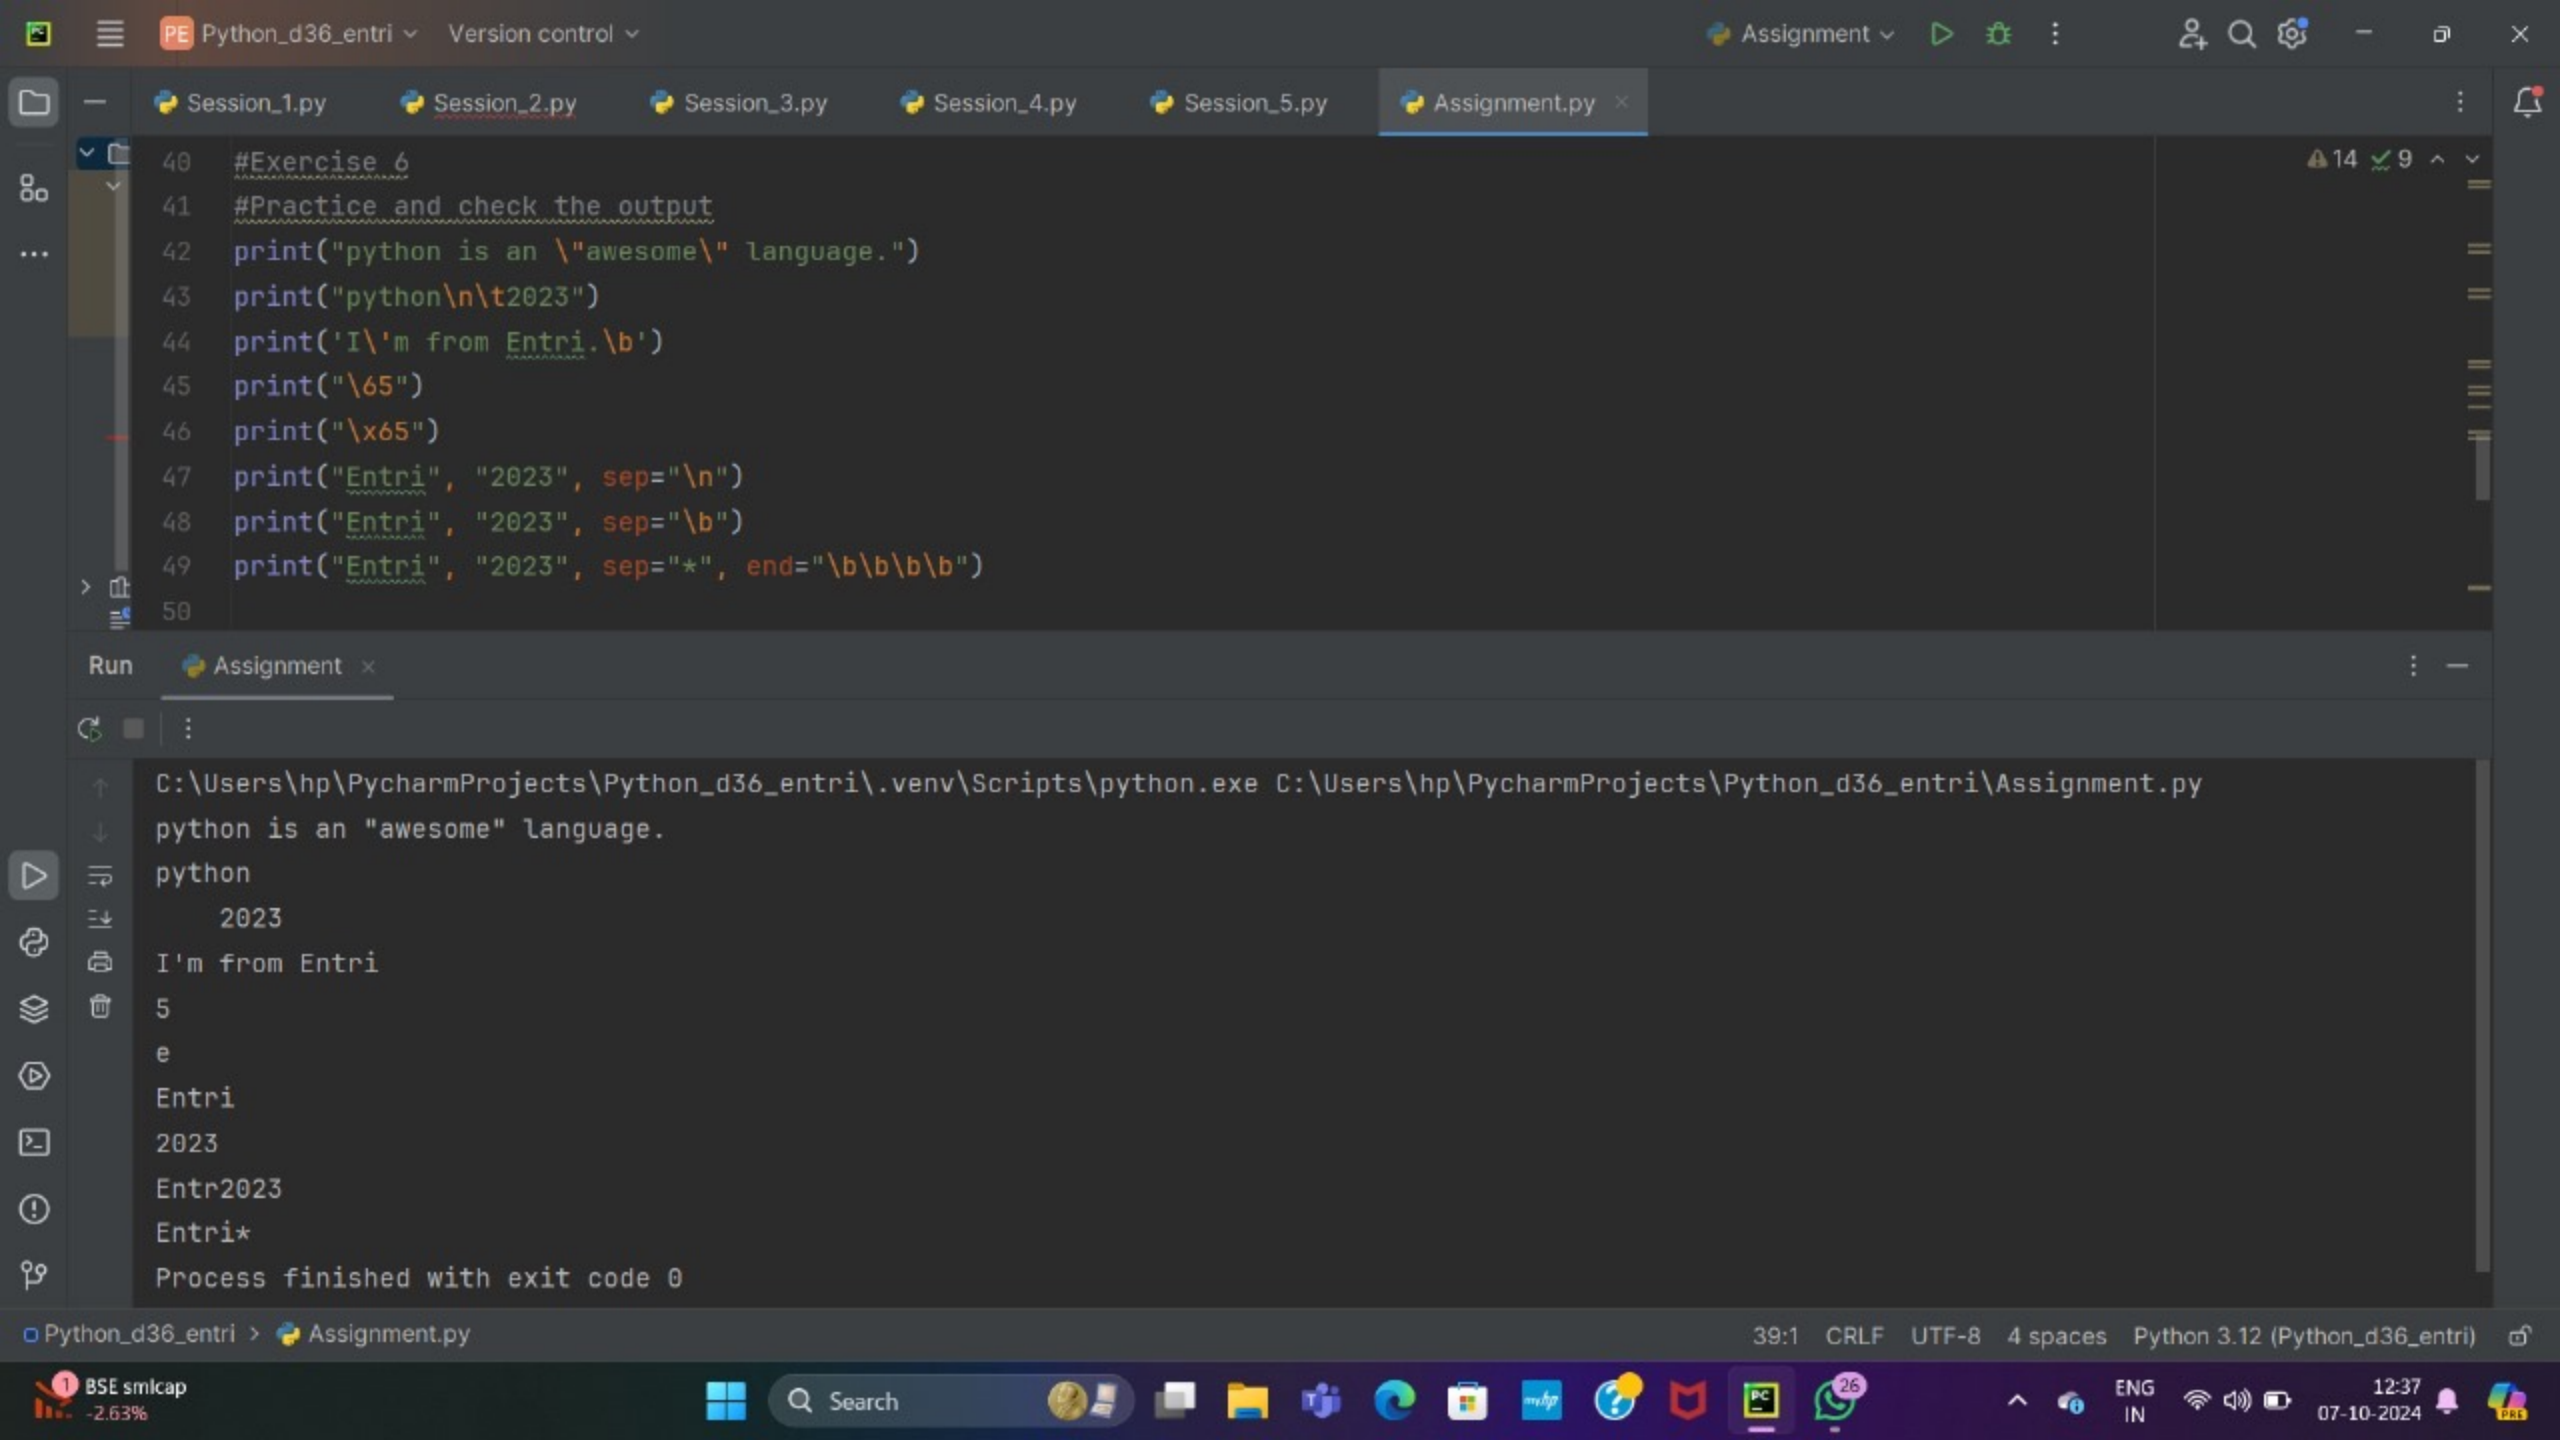 PE Python_d36_entri Version control Assignment
Session_1.py Session_2.py Session_3.py Session_4.py Session_5.py Assignment.py
14 9
40 #Exercise 6
41 #Practice and check the output
42 print("python is an \"awesome\" language.")
43 print("python\n\t2023")
44 print('I\'m from Entri.\b')
45 print("\65")
46 print("\x65")
47 print("Entri", "2023", sep="\n")
48 print("Entri", "2023", sep="\b")
49 print("Entri", "2023", sep="*", end="\b\b\b\b")
50
Run Assignment
C:\Users\hp\PycharmProjects\Python_d36_entri\.venv\Scripts\python.exe C:\Users\hp\PycharmProjects\Python_d36_entri\Assignment.py
python is an "awesome" language.
python
    2023
I'm from Entri
5
e
Entri
2023
Entr2023
Entri*
Process finished with exit code 0
Python_d36_entri > Assignment.py 39:1 CRLF UTF-8 4 spaces Python 3.12 (Python_d36_entri)
1 BSE smlcap
-2.63%
Search
myhp
PC
26
ENG
IN
12:37
07-10-2024
PRE